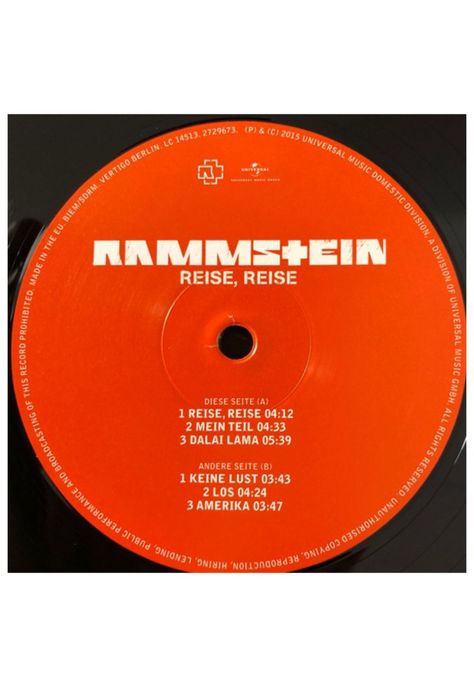 UNIVERSAL
UNIVERSAL MUSIC GROUP
RAMMSTEIN
REISE, REISE
DIESE SEITE (A)
1 REISE, REISE 04:12
2 MEIN TEIL 04:33
3 DALAI LAMA 05:39
ANDERE SEITE (B)
1 KEINE LUST 03:43
2 LOS 04:24
3 AMERIKA 03:47
MADE IN THE EU. BIEM/SDRM. VERTIGO BERLIN. LC 14513. 2729673. (P) & (C) 2015 UNIVERSAL MUSIC DOMESTIC DIVISION, A DIVISION OF UNIVERSAL MUSIC GMBH. ALL RIGHTS RESERVED. UNAUTHORISED COPYING, REPRODUCTION, HIRING, LENDING, PUBLIC PERFORMANCE AND BROADCASTING OF THIS RECORD PROHIBITED.